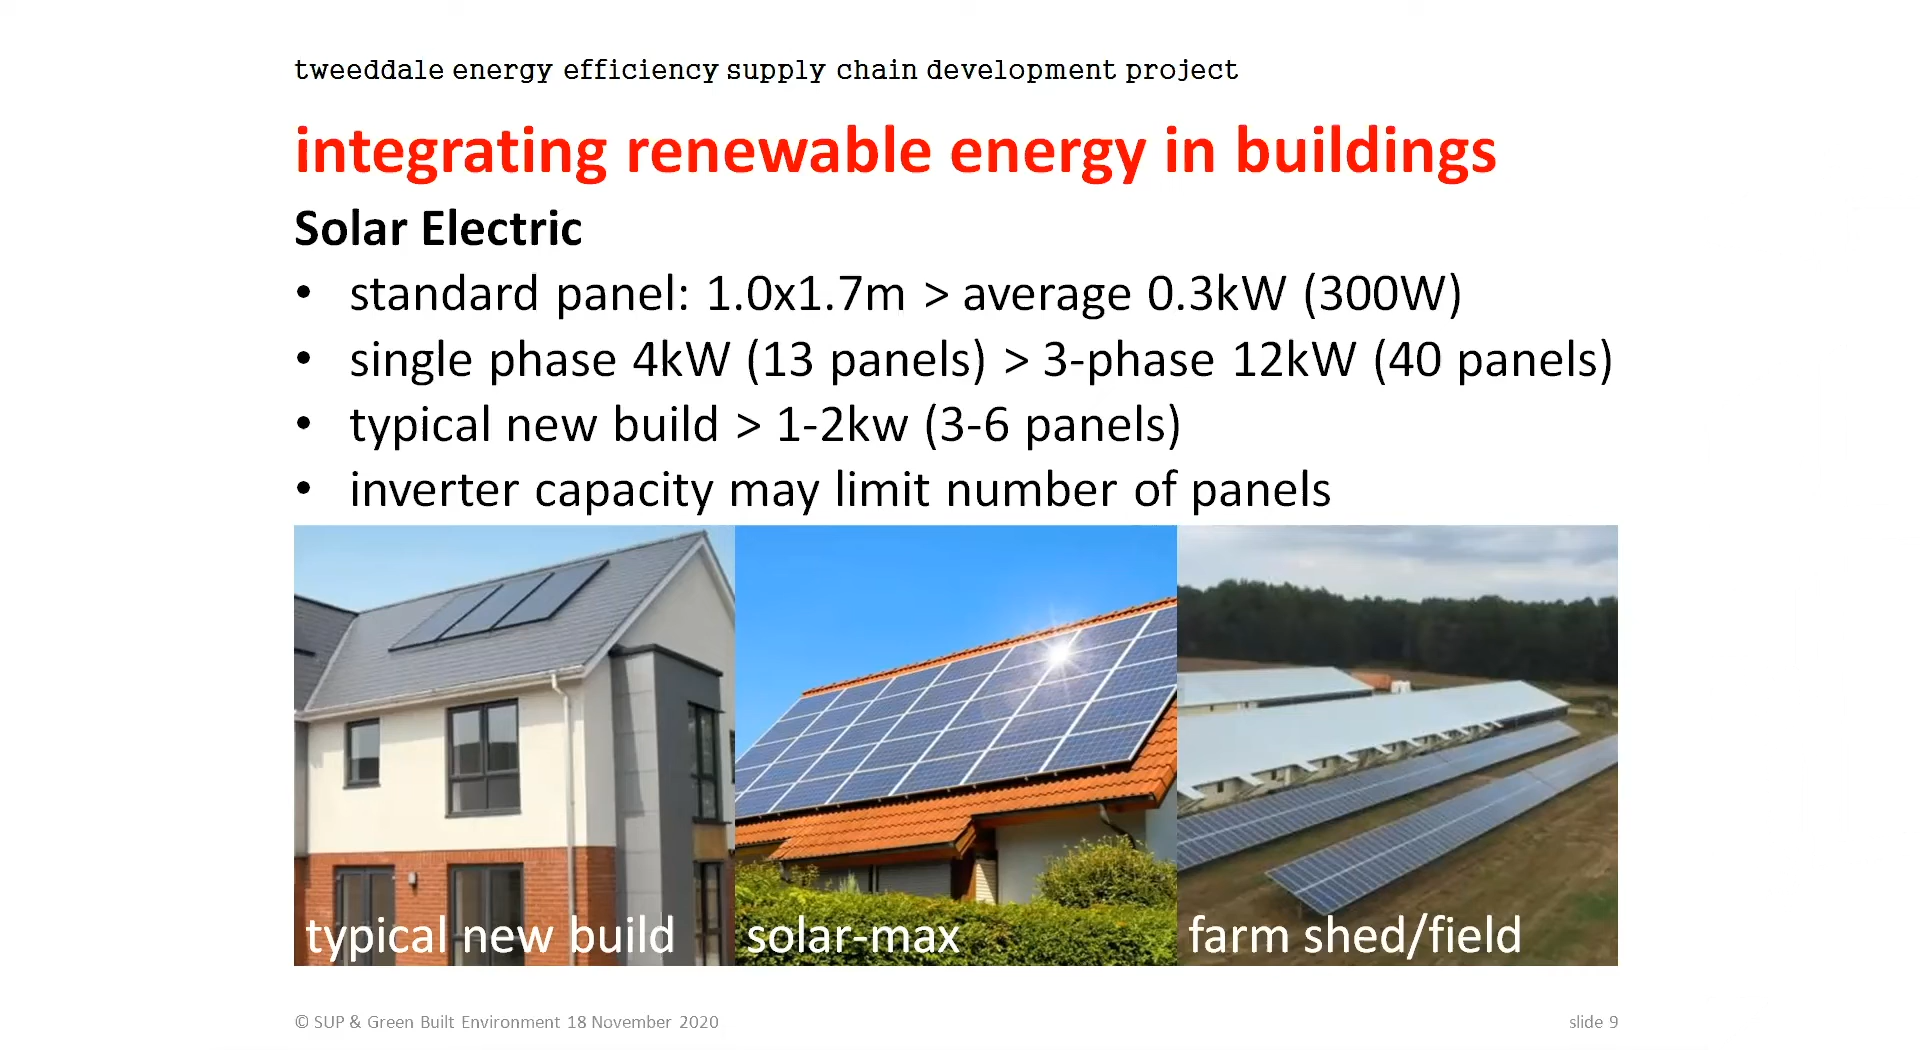 tweeddale energy efficiency supply chain development project
integrating renewable energy in buildings
Solar Electric
• standard panel: 1.0x1.7m > average 0.3kW (300W)
• single phase 4kW (13 panels) > 3-phase 12kW (40 panels)
• typical new build > 1-2kw (3-6 panels)
• inverter capacity may limit number of panels
typical new build
solar-max
farm shed/field
© SUP & Green Built Environment 18 November 2020
slide 9